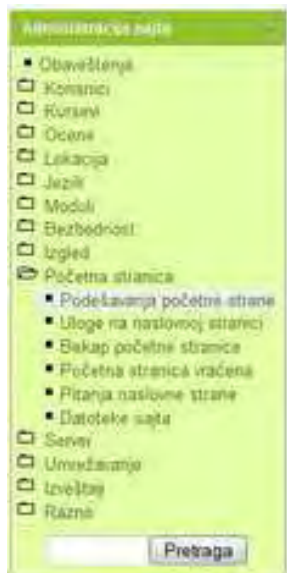 Administracija sajta
Obaveštenja
Korisnici
Kursevi
Ocene
Lokacija
Jezik
Moduli
Bezbednost
Izgled
Početna stranica
Podešavanja početne strane
Uloge na naslovnoj stranici
Bekap početne stranice
Početna stranica vraćena
Pitanja naslovne strane
Datoteke sajta
Server
Umrežavanje
Izveštaji
Razno
Pretraga